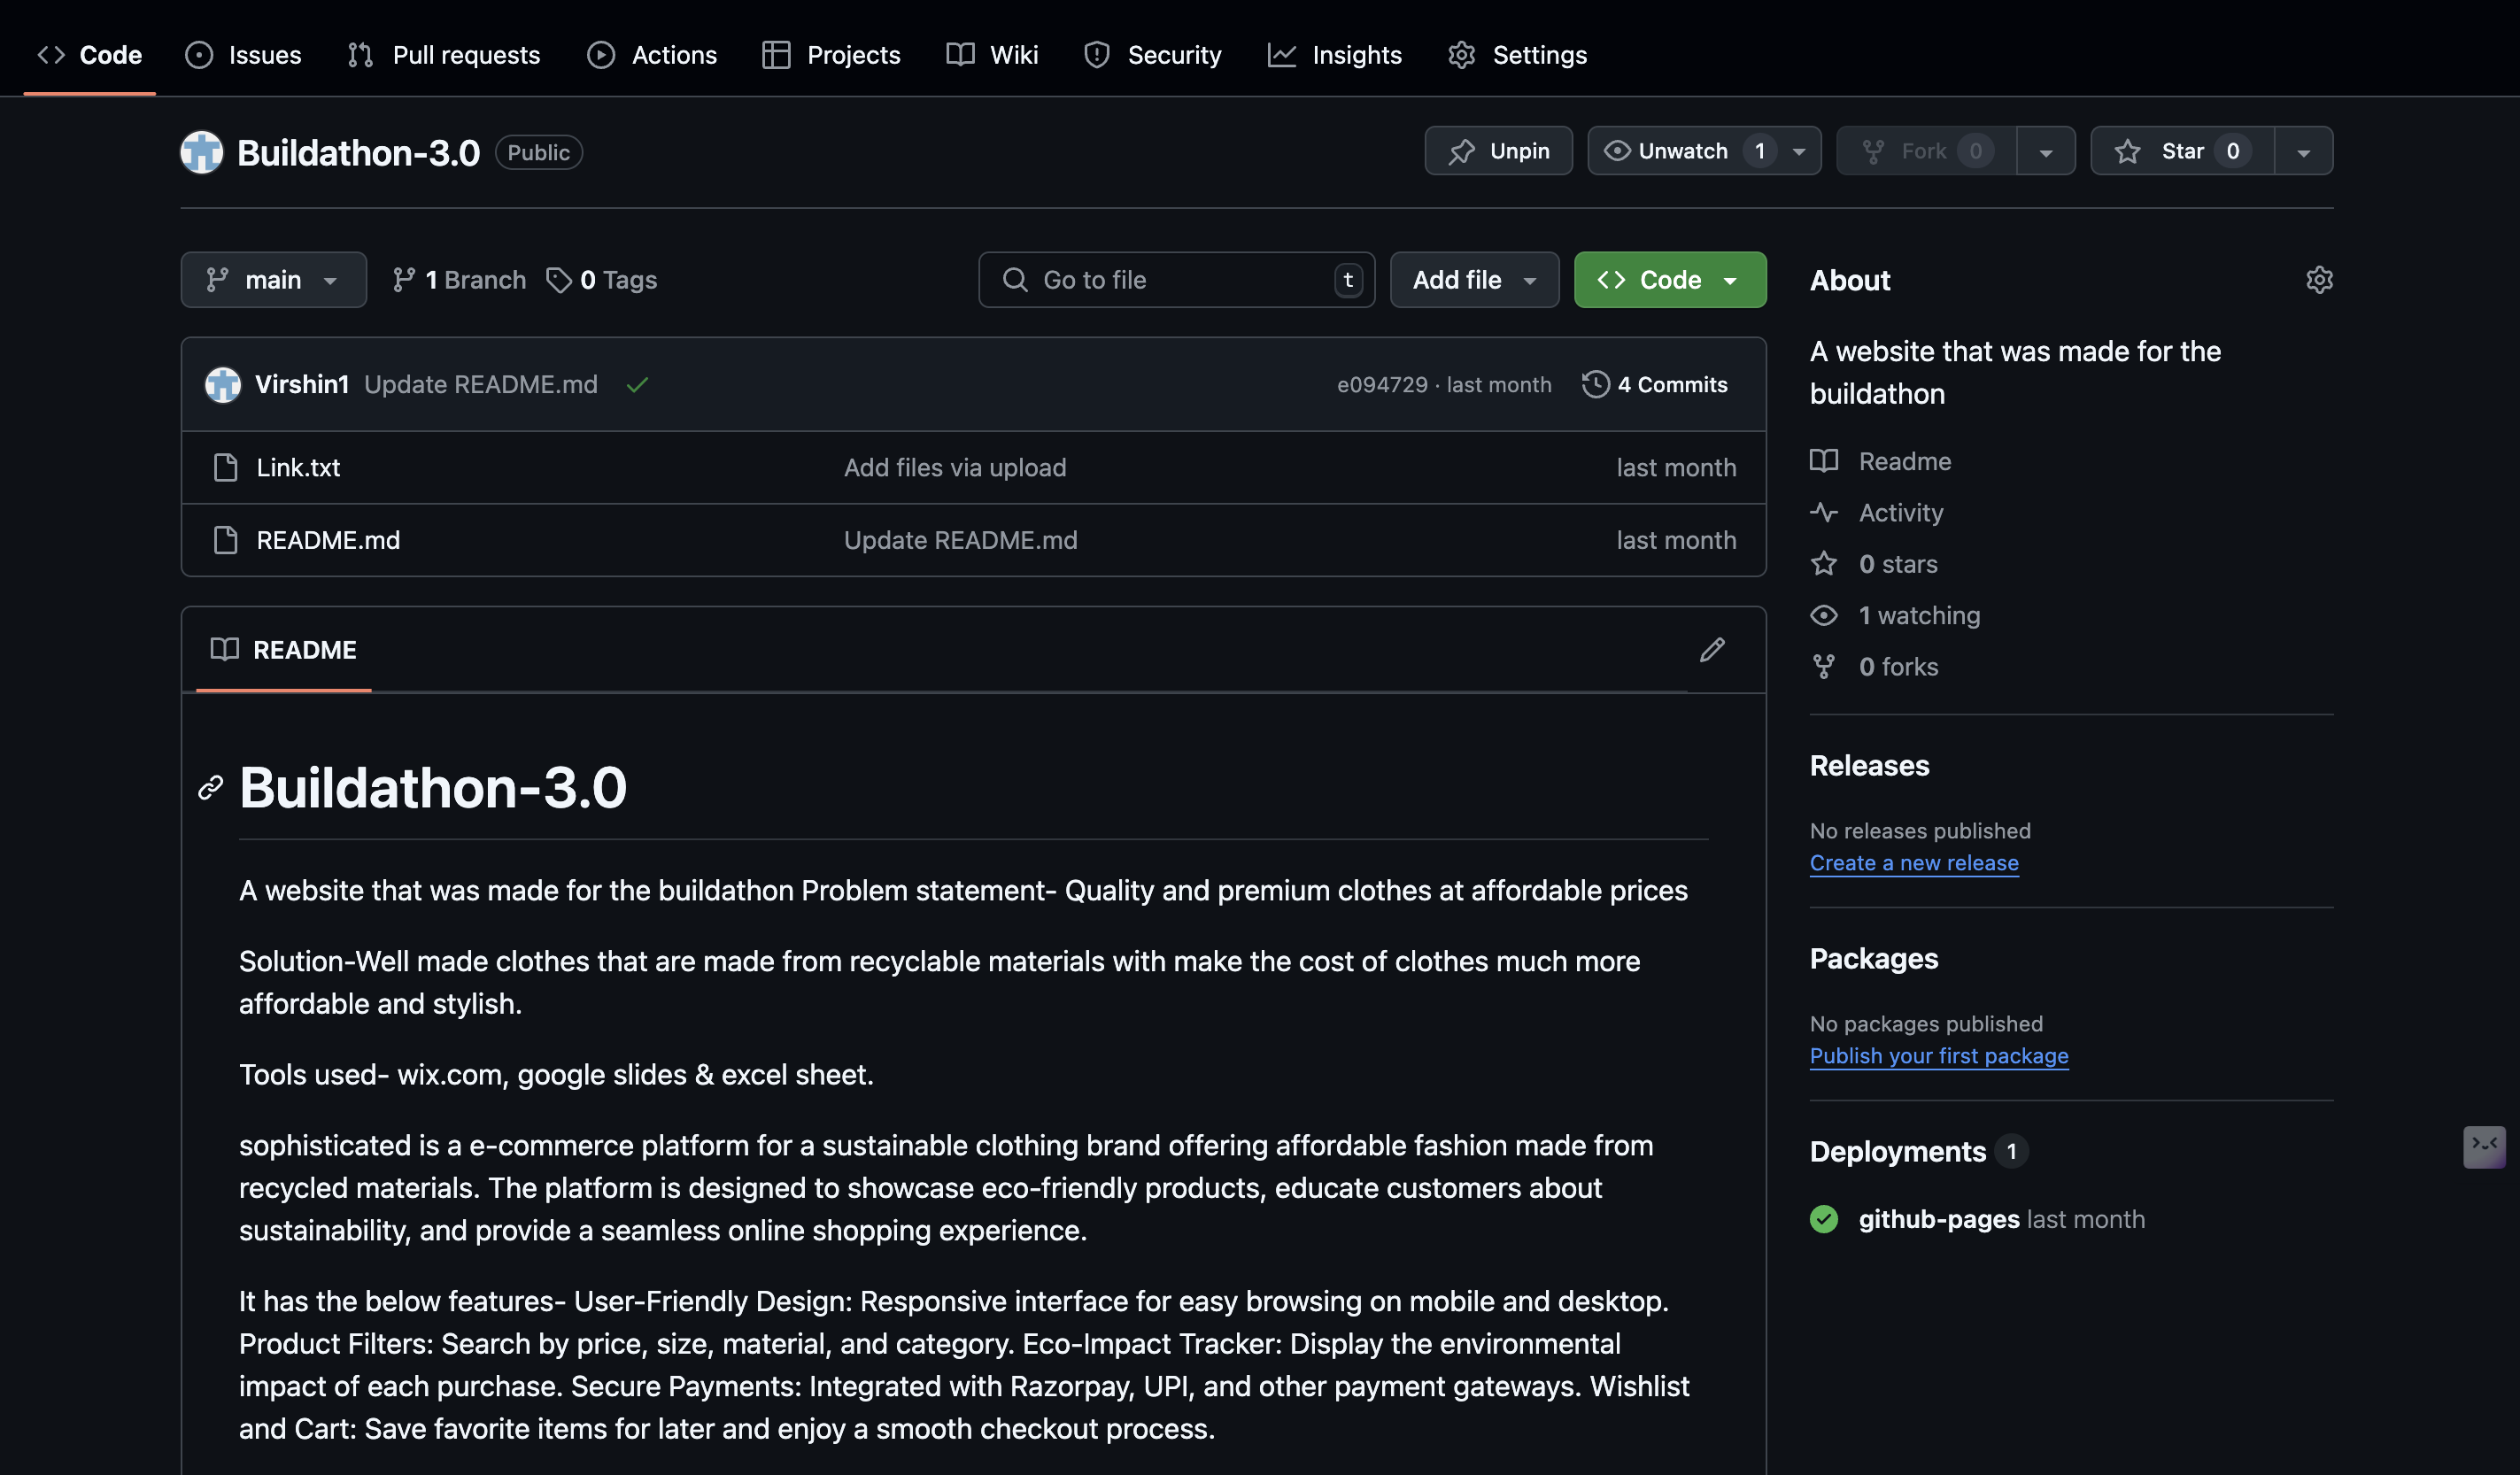 Code Issues Pull requests Actions Projects Wiki Security Insights Settings
Buildathon-3.0 Public Unpin Unwatch 1 Fork 0 Star 0
main 1 Branch 0 Tags Go to file t Add file Code
Virshin1 Update README.md e094729 · last month 4 Commits
Link.txt Add files via upload last month
README.md Update README.md last month
README
Buildathon-3.0
A website that was made for the buildathon Problem statement- Quality and premium clothes at affordable prices
Solution-Well made clothes that are made from recyclable materials with make the cost of clothes much more
affordable and stylish.
Tools used- wix.com, google slides & excel sheet.
sophisticated is a e-commerce platform for a sustainable clothing brand offering affordable fashion made from
recycled materials. The platform is designed to showcase eco-friendly products, educate customers about
sustainability, and provide a seamless online shopping experience.
It has the below features- User-Friendly Design: Responsive interface for easy browsing on mobile and desktop.
Product Filters: Search by price, size, material, and category. Eco-Impact Tracker: Display the environmental
impact of each purchase. Secure Payments: Integrated with Razorpay, UPI, and other payment gateways. Wishlist
and Cart: Save favorite items for later and enjoy a smooth checkout process.
About
A website that was made for the
buildathon
Readme
Activity
0 stars
1 watching
0 forks
Releases
No releases published
Create a new release
Packages
No packages published
Publish your first package
Deployments 1
github-pages last month